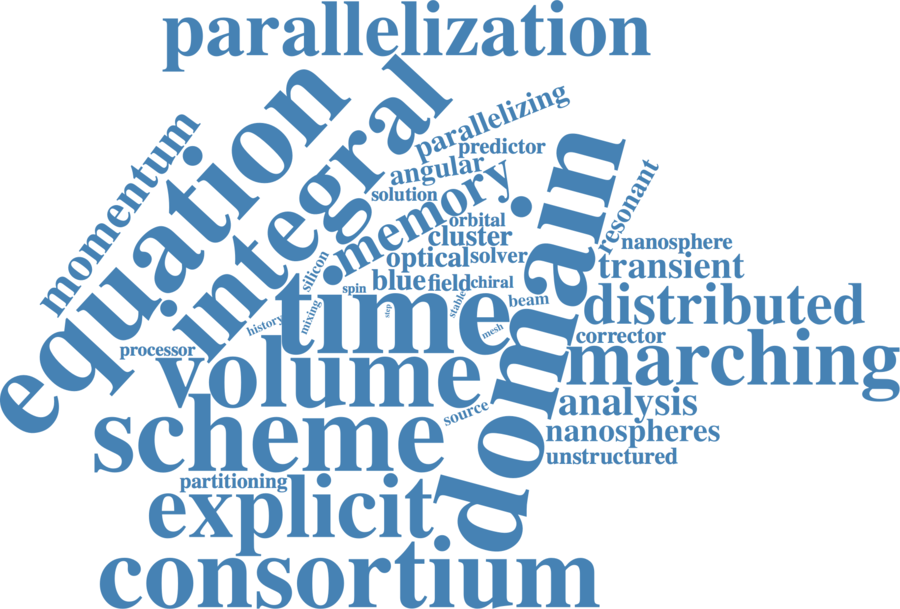 parallelization
equation
integral
momentum
parallelizing
predictor
angular
solution
memory
orbital
cluster
optical
solver
domain
resonant
nanosphere
transient
silicon
spin
blue
field
chiral
beam
time
mixing
step
stable
mesh
history
distributed
corrector
processor
volume
marching
scheme
source
analysis
nanospheres
unstructured
partitioning
explicit
consortium